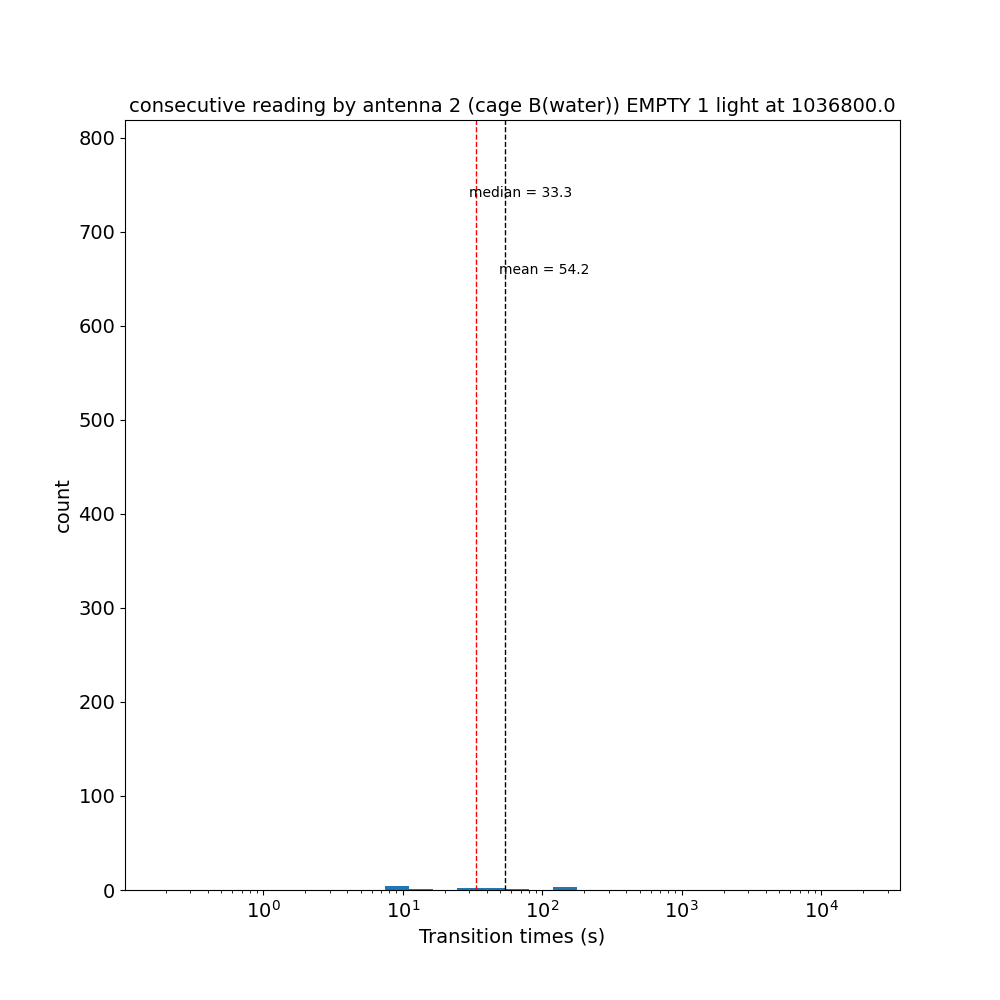 consecutive reading by antenna 2 (cage B(water)) EMPTY 1 light at 1036800.0
800
median = 33.3
700
mean = 54.2
600
500
count
400
300
200
100
0
10⁰ 10¹ 10² 10³ 10⁴
Transition times (s)